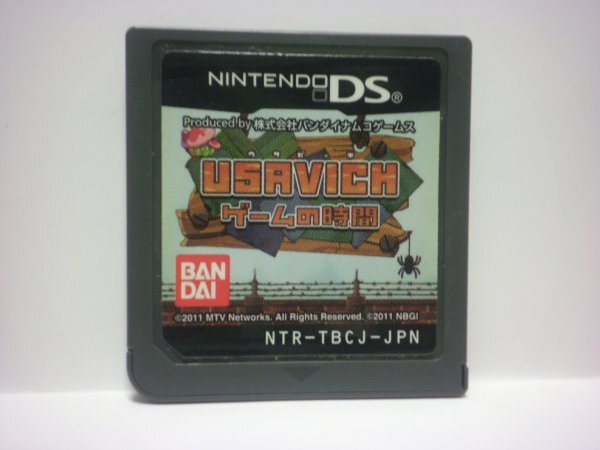 NINTENDO DS®
Produced by 株式会社バンダイナムコゲームス
USAVICH
ゲームの時間
BAN
DAI
©2011 MTV Networks. All Rights Reserved. ©2011 NBGI
NTR-TBCJ-JPN